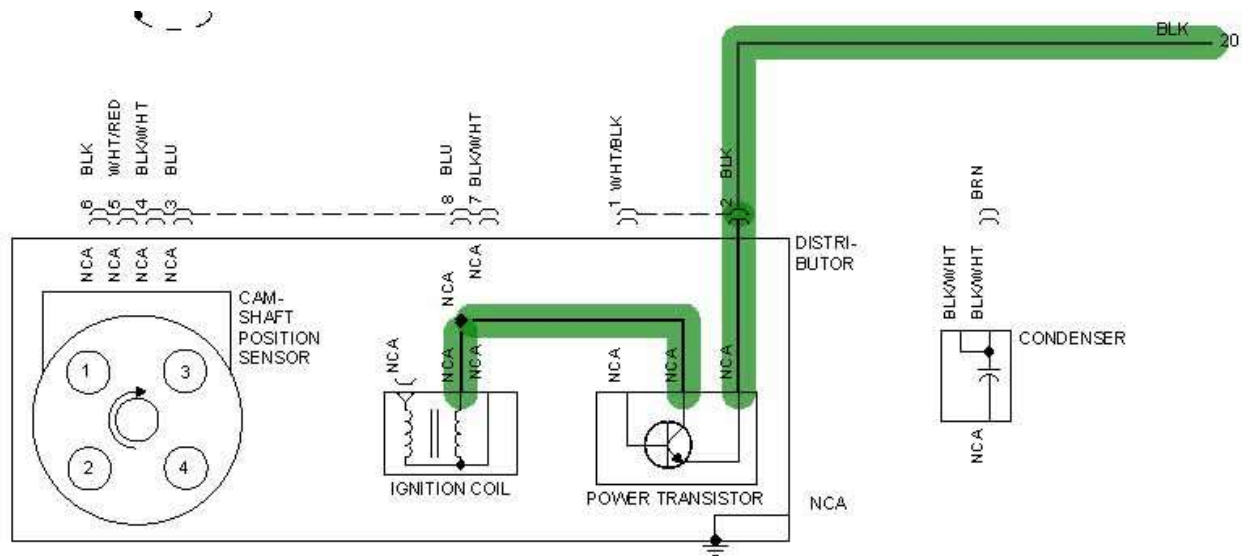 BLK 20
6 BLK
5 WHT/RED
4 BLK/WHT
3 BLU
8 BLU
7 BLK/WHT
1 WHT/BLK
2 BLK
BRN
NCA
NCA
NCA
NCA
NCA
NCA
NCA
DISTRI-
BUTOR
BLK/WHT
BLK/WHT
CAM-
SHAFT
POSITION
SENSOR
1
3
2
4
NCA
NCA
NCA
IGNITION COIL
NCA
NCA
NCA
POWER TRANSISTOR
CONDENSER
NCA
NCA